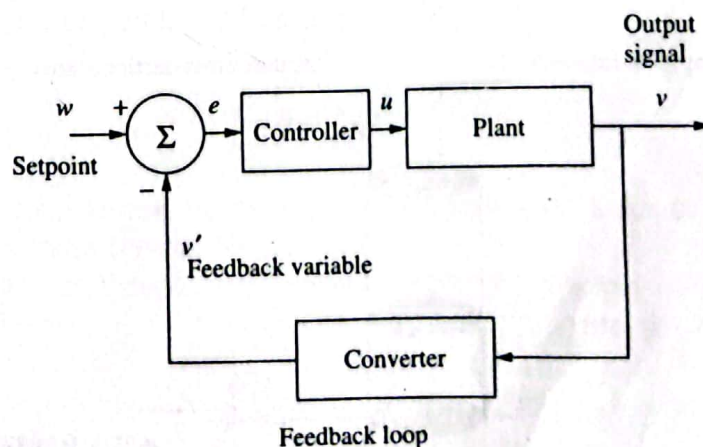 Output
signal
w
+
Σ
e
Controller
u
Plant
v
Setpoint
−
v′
Feedback variable
Converter
Feedback loop